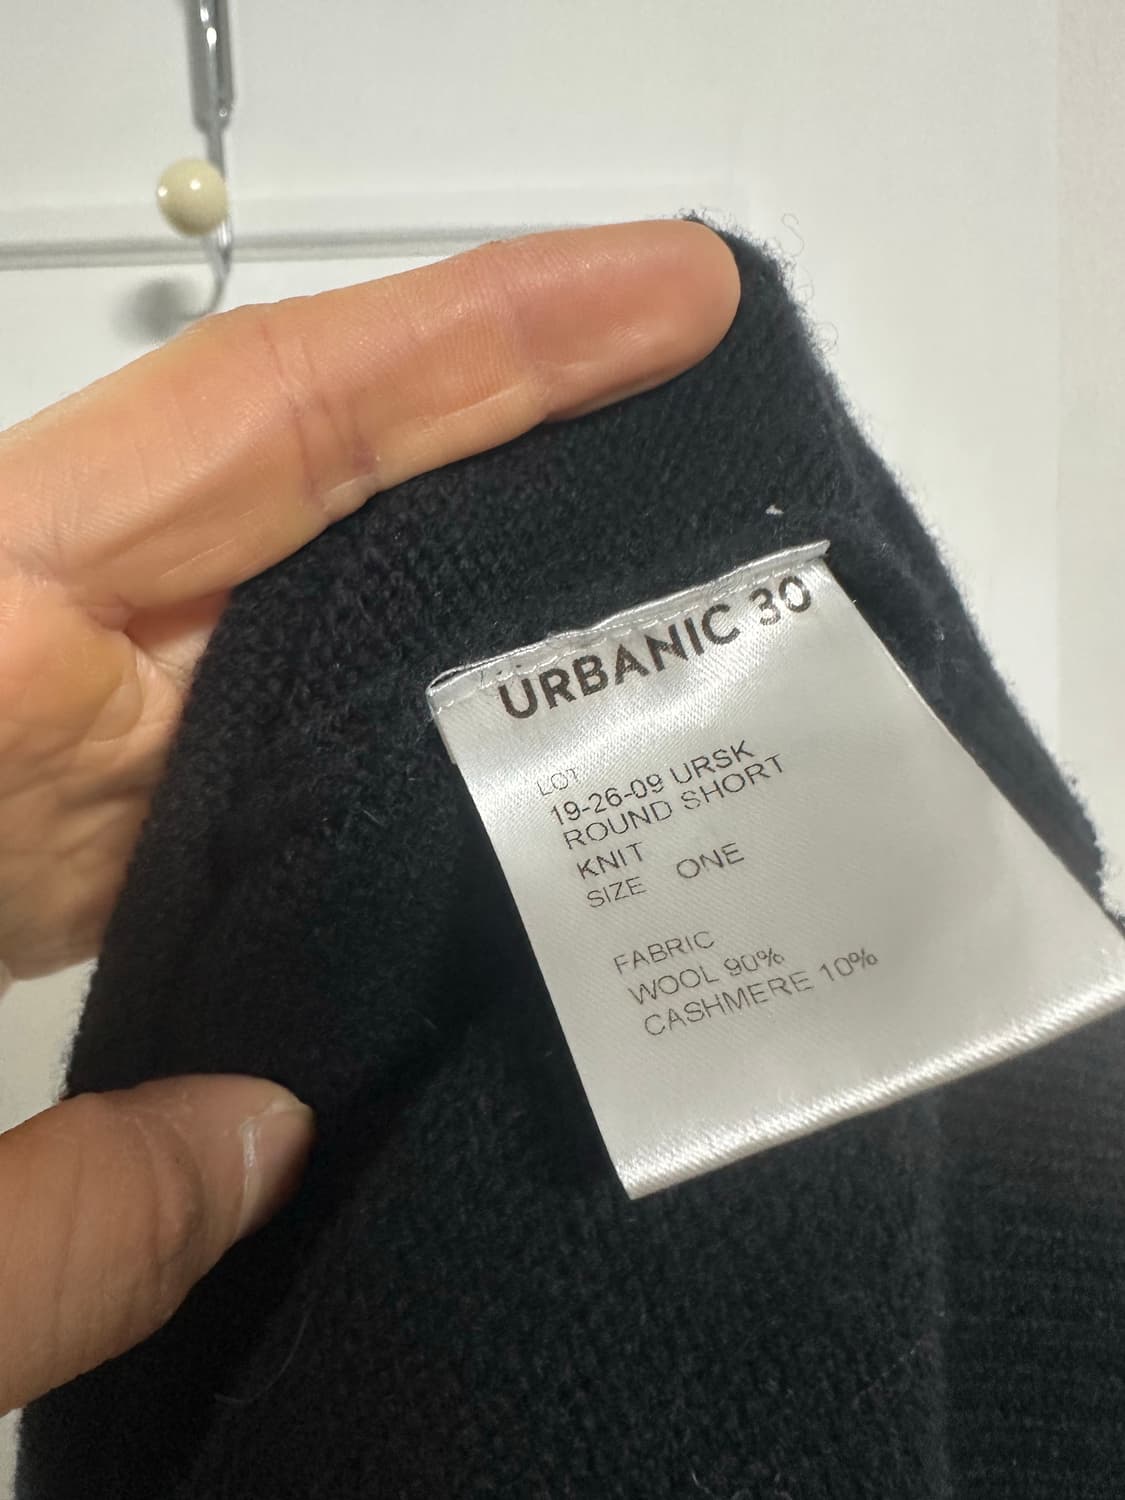 URBANIC 30
LOT
19-26-09 URSK
ROUND SHORT
KNIT
SIZE ONE
FABRIC
WOOL 90%
CASHMERE 10%